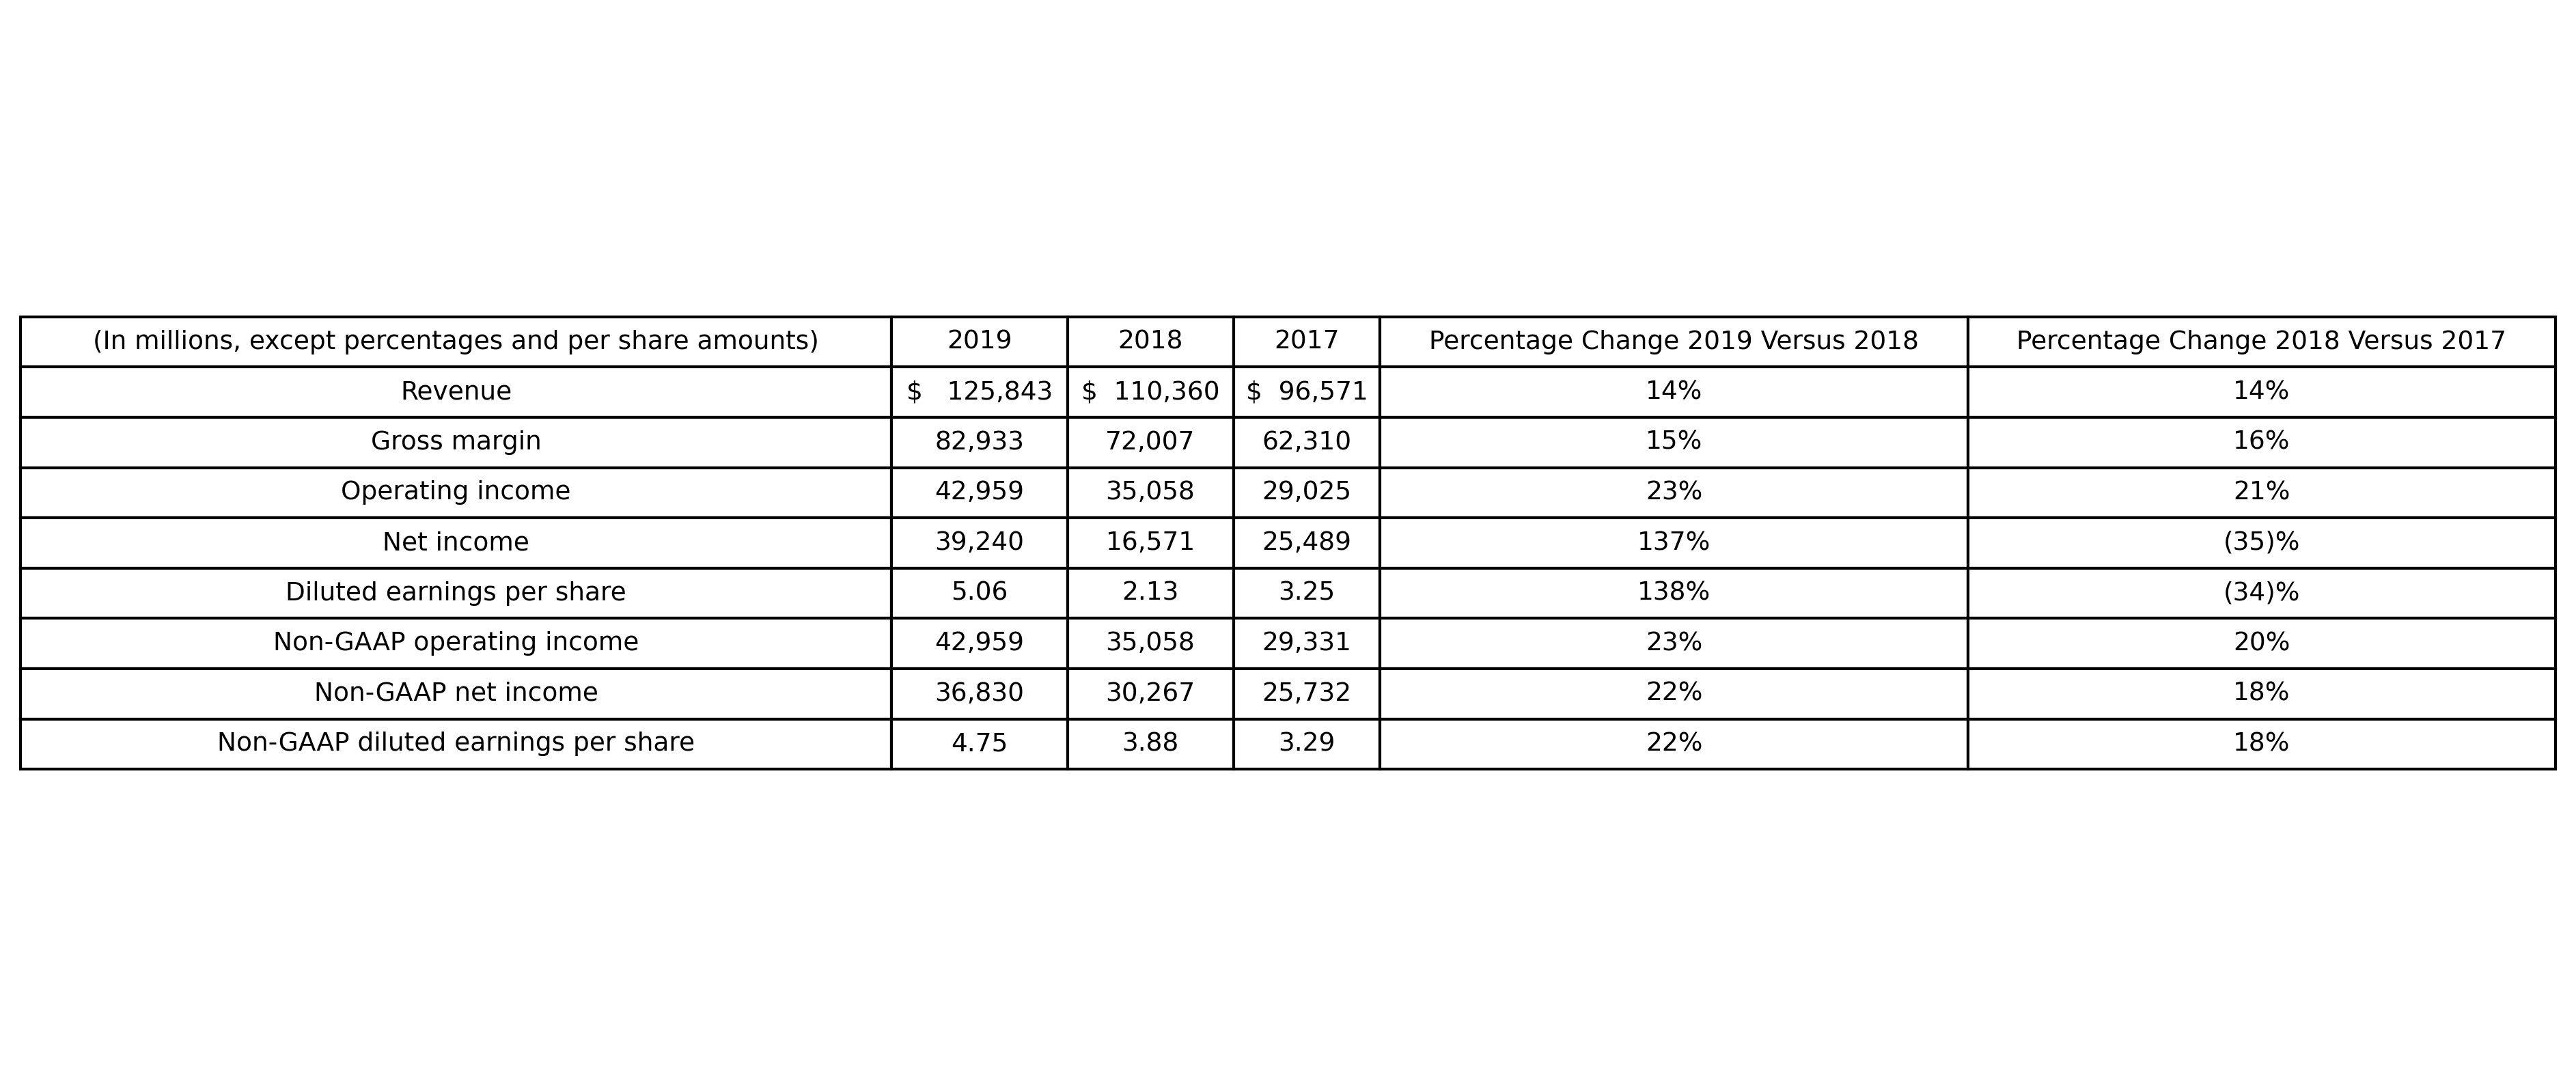 (In millions, except percentages and per share amounts) 2019 2018 2017 Percentage Change 2019 Versus 2018 Percentage Change 2018 Versus 2017
Revenue $ 125,843 $ 110,360 $ 96,571 14% 14%
Gross margin 82,933 72,007 62,310 15% 16%
Operating income 42,959 35,058 29,025 23% 21%
Net income 39,240 16,571 25,489 137% (35)%
Diluted earnings per share 5.06 2.13 3.25 138% (34)%
Non-GAAP operating income 42,959 35,058 29,331 23% 20%
Non-GAAP net income 36,830 30,267 25,732 22% 18%
Non-GAAP diluted earnings per share 4.75 3.88 3.29 22% 18%